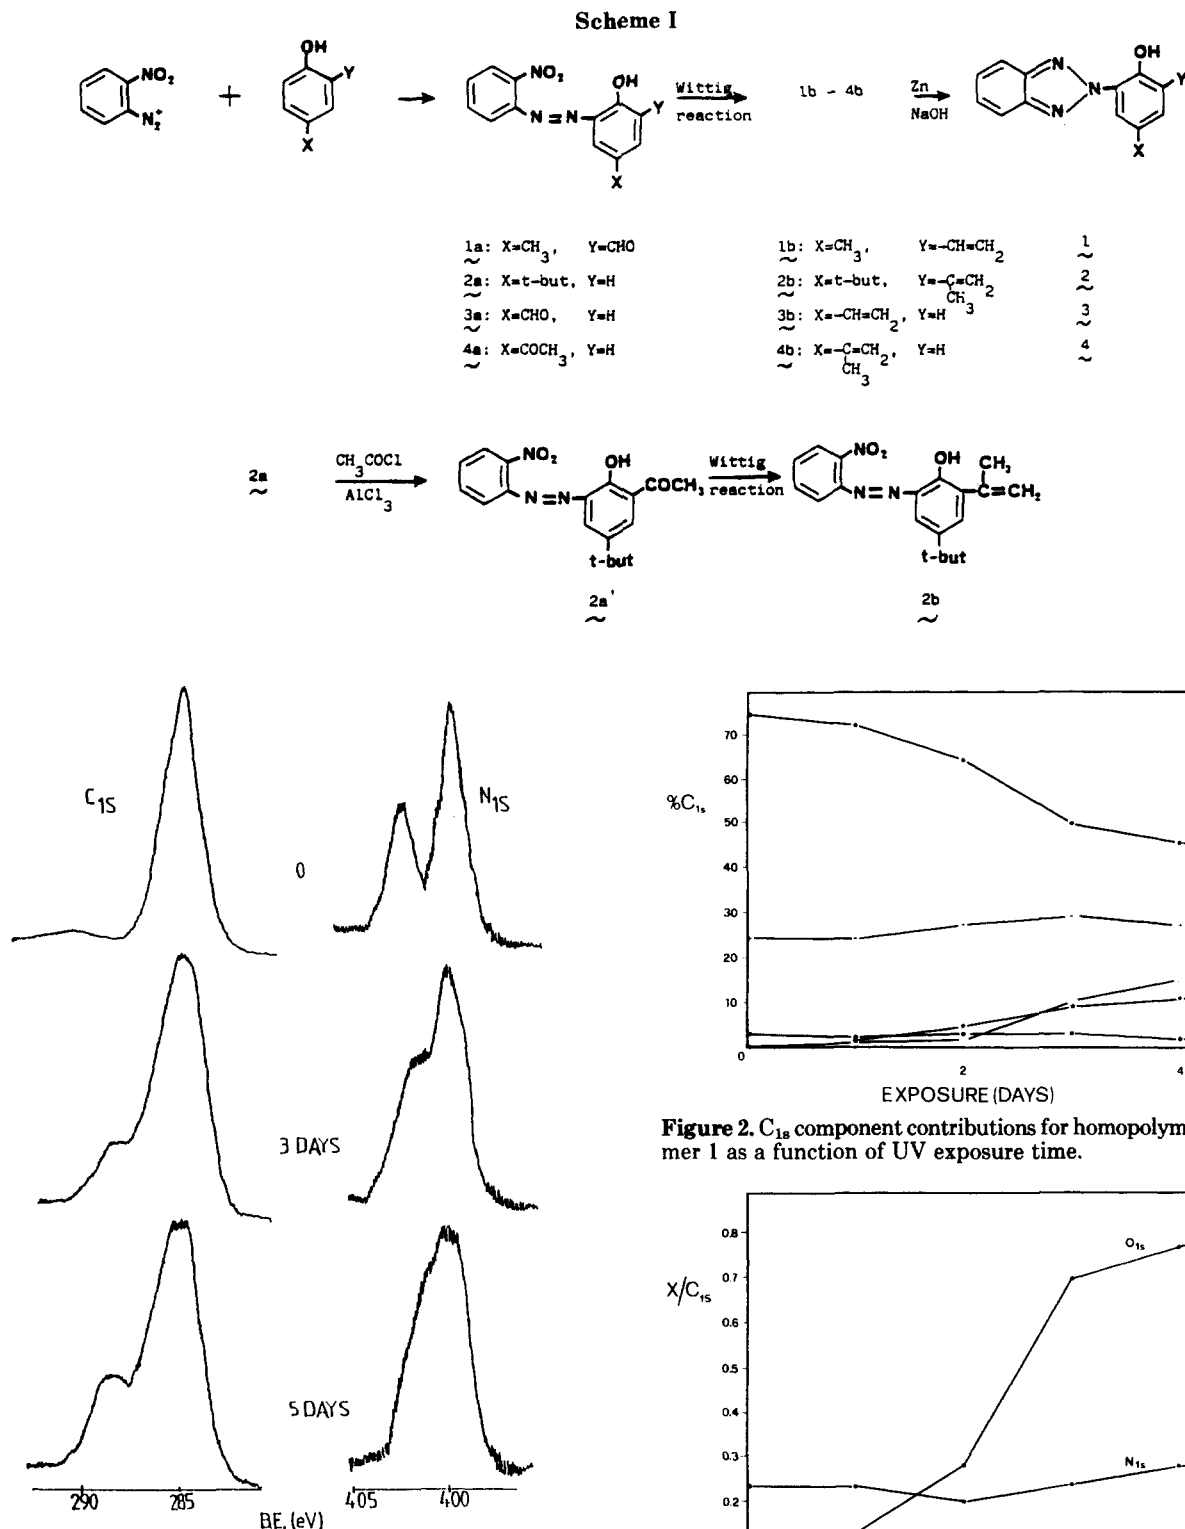 Scheme I
NO₂
N₂⁺
+
OH
Y
X
NO₂
OH
N=N
Y
X
Wittig
reaction
1b - 4b
Zn
NaOH
N
N
N
OH
Y
X
1a: X=CH₃, Y=CHO
1b: X=CH₃, Y=-CH=CH₂
1
2a: X=t-but, Y=H
2b: X=t-but, Y=-C=CH₂
CH₃
2
3a: X=CHO, Y=H
3b: X=-CH=CH₂, Y=H
3
4a: X=COCH₃, Y=H
4b: X=-C=CH₂, Y=H
CH₃
4
2a
CH₃COCl
AlCl₃
NO₂
OH
N=N
COCH₃
t-but
2a'
Wittig
reaction
NO₂
OH
CH₃
N=N
C=CH₂
t-but
2b
C1S
N1S
0
3 DAYS
5 DAYS
290 285
405 400
B.E. (eV)
%C₁ₛ
70
60
50
40
30
20
10
0 2 4
EXPOSURE (DAYS)
Figure 2. C₁ₛ component contributions for homopolym
mer 1 as a function of UV exposure time.
X/C₁S
0.8
0.7
0.5
0.4
0.3
0.2
O₁ₛ
N₁ₛ